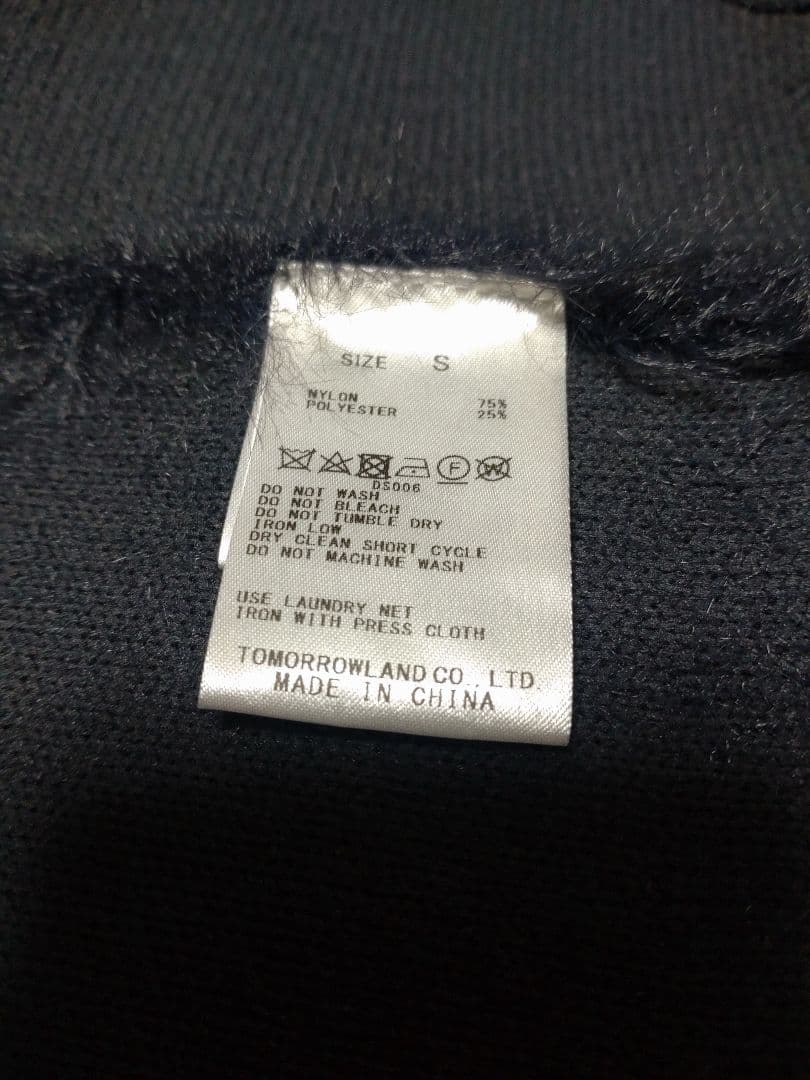 SIZE S
NYLON 75%
POLYESTER 25%
F W
DS006
DO NOT WASH
DO NOT BLEACH
DO NOT TUMBLE DRY
IRON LOW
DRY CLEAN SHORT CYCLE
DO NOT MACHINE WASH
USE LAUNDRY NET
IRON WITH PRESS CLOTH
TOMORROWLAND CO., LTD.
MADE IN CHINA